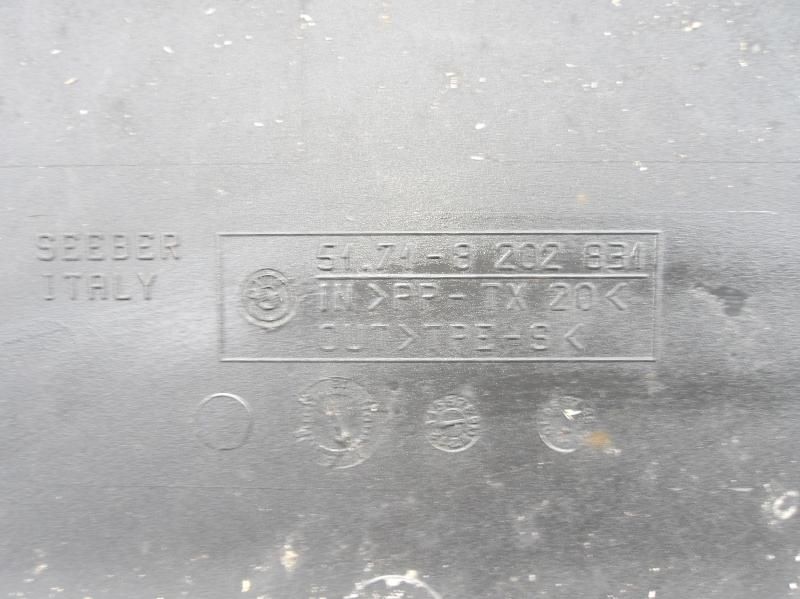 SEEBER
ITALY
51.71-8 202 831
IN >PP-TX 20<
OUT >TPE-S<